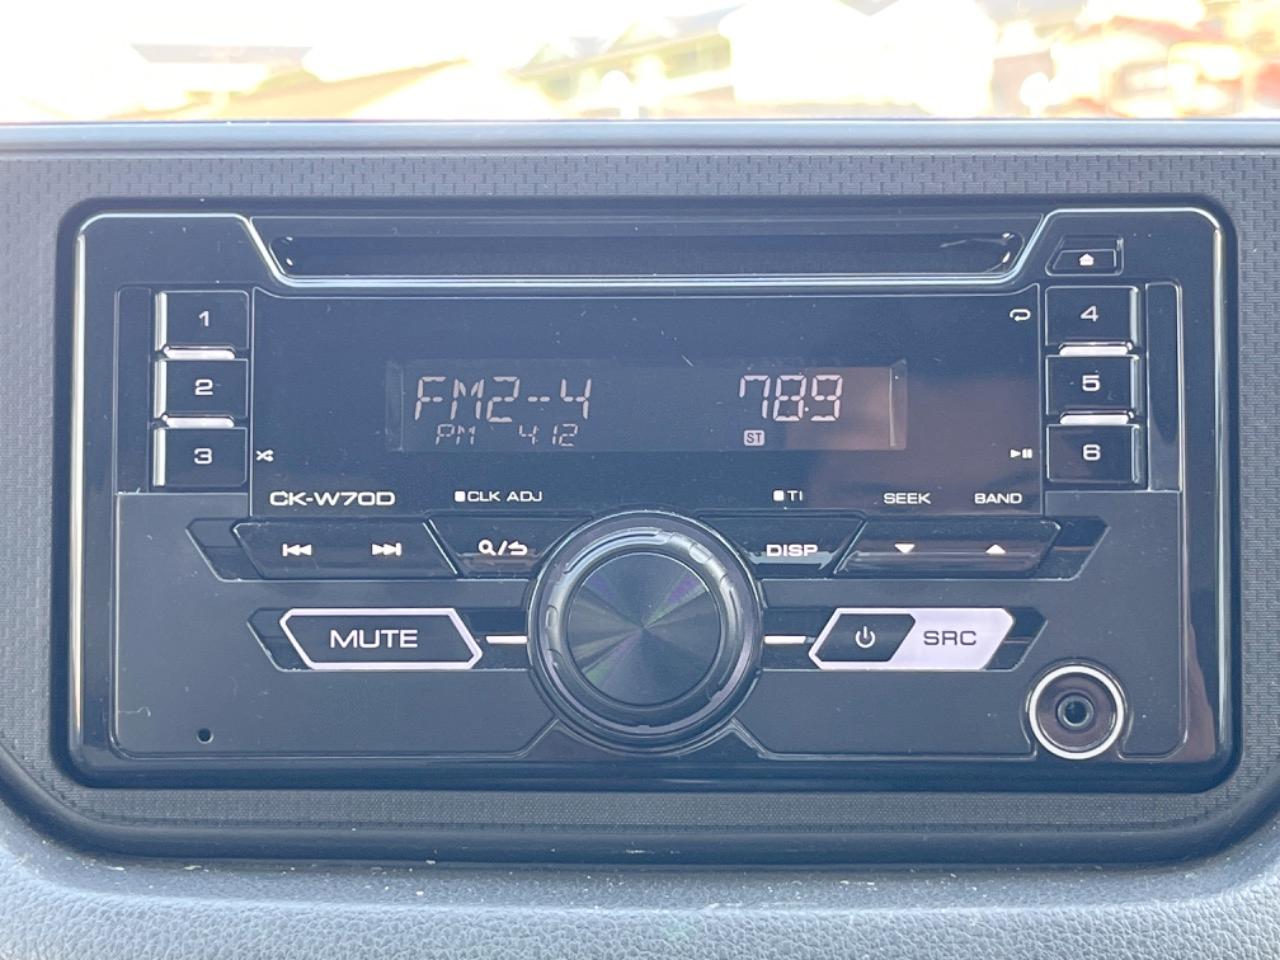 1
4
2
FM2-4
78.9
5
PM 4:12
ST
3
6
CK-W70D
CLK ADJ
TI
SEEK
BAND
DISP
MUTE
SRC